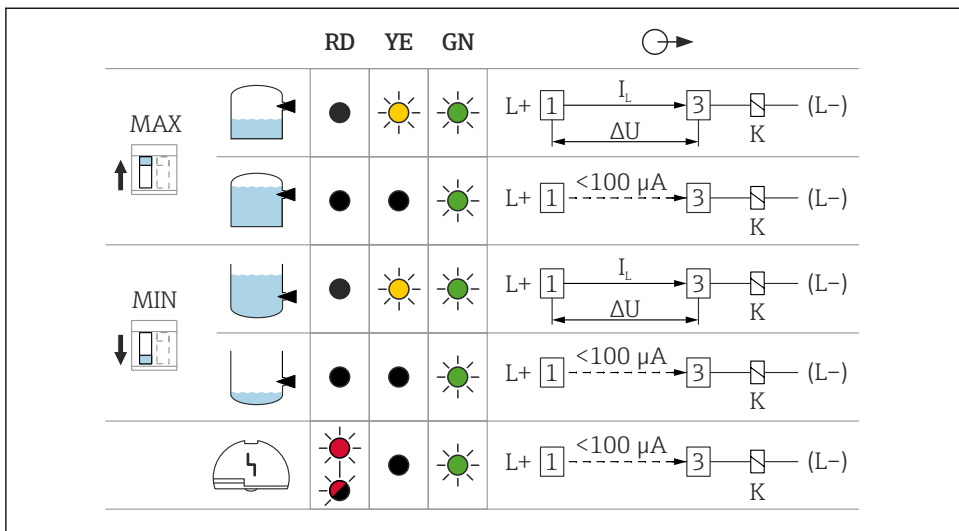 RD YE GN
MAX
L+ 1 I_L 3 (L−)
ΔU K
L+ 1 <100 µA 3 (L−)
K
MIN
L+ 1 I_L 3 (L−)
ΔU K
L+ 1 <100 µA 3 (L−)
K
L+ 1 <100 µA 3 (L−)
K